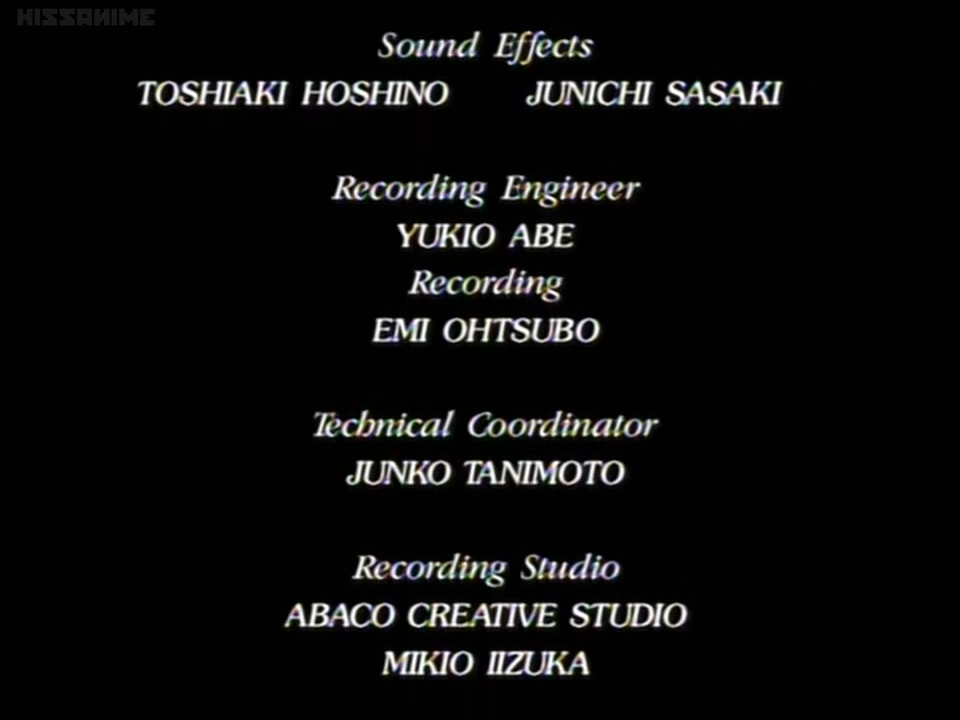 KISSANIME
Sound Effects
TOSHIAKI HOSHINO JUNICHI SASAKI
Recording Engineer
YUKIO ABE
Recording
EMI OHTSUBO
Technical Coordinator
JUNKO TANIMOTO
Recording Studio
ABACO CREATIVE STUDIO
MIKIO IIZUKA